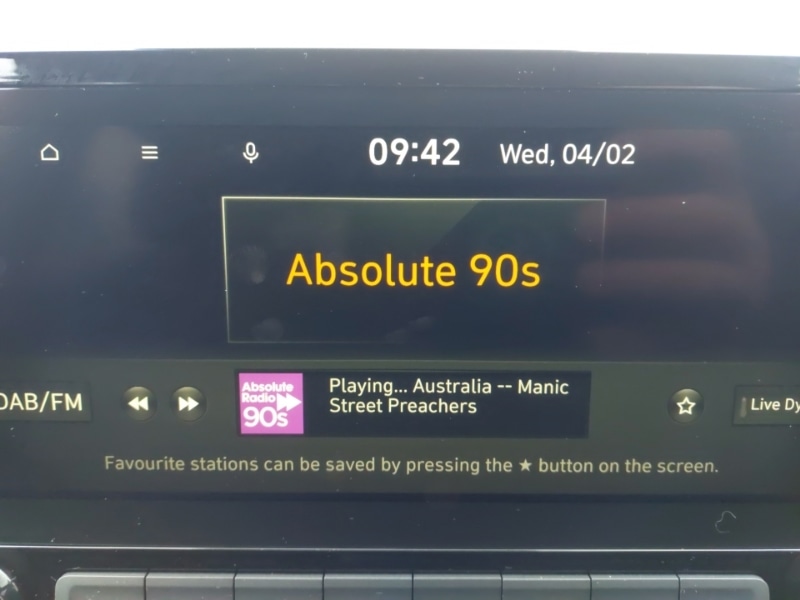 09:42 Wed, 04/02
Absolute 90s
DAB/FM
Absolute
Radio
90s
Playing... Australia -- Manic
Street Preachers
Live Dy
Favourite stations can be saved by pressing the ★ button on the screen.